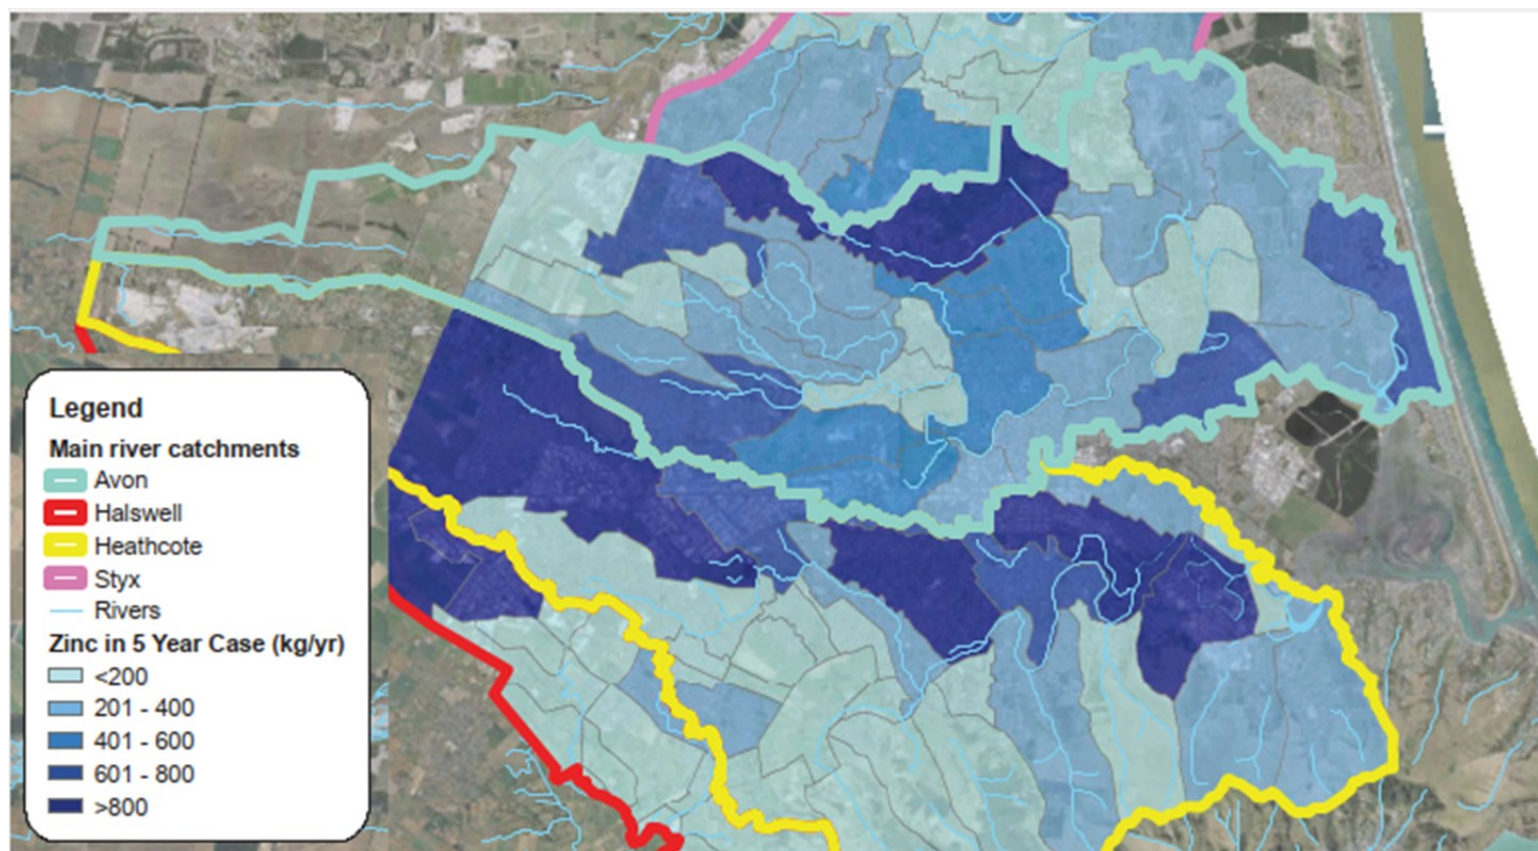 Legend
Main river catchments
Avon
Halswell
Heathcote
Styx
Rivers
Zinc in 5 Year Case (kg/yr)
<200
201 - 400
401 - 600
601 - 800
>800